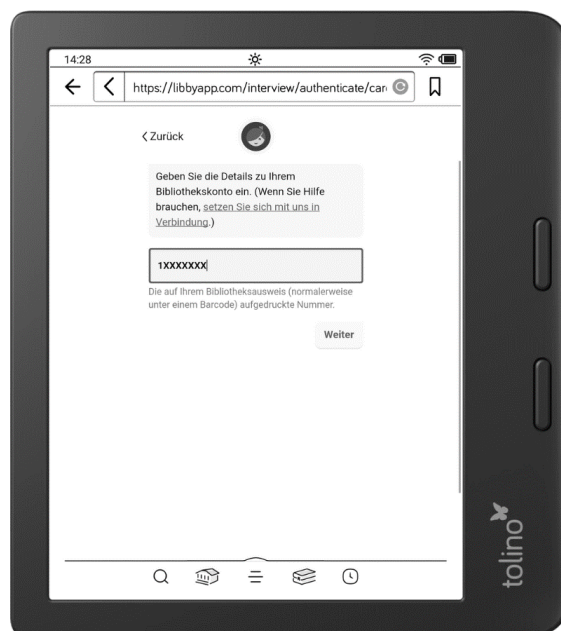 14:28
https://libbyapp.com/interview/authenticate/car
Zurück
Geben Sie die Details zu Ihrem
Bibliothekskonto ein. (Wenn Sie Hilfe
brauchen, setzen Sie sich mit uns in
Verbindung.)
1XXXXXXX
Die auf Ihrem Bibliotheksausweis (normalerweise
unter einem Barcode) aufgedruckte Nummer.
Weiter
tolino